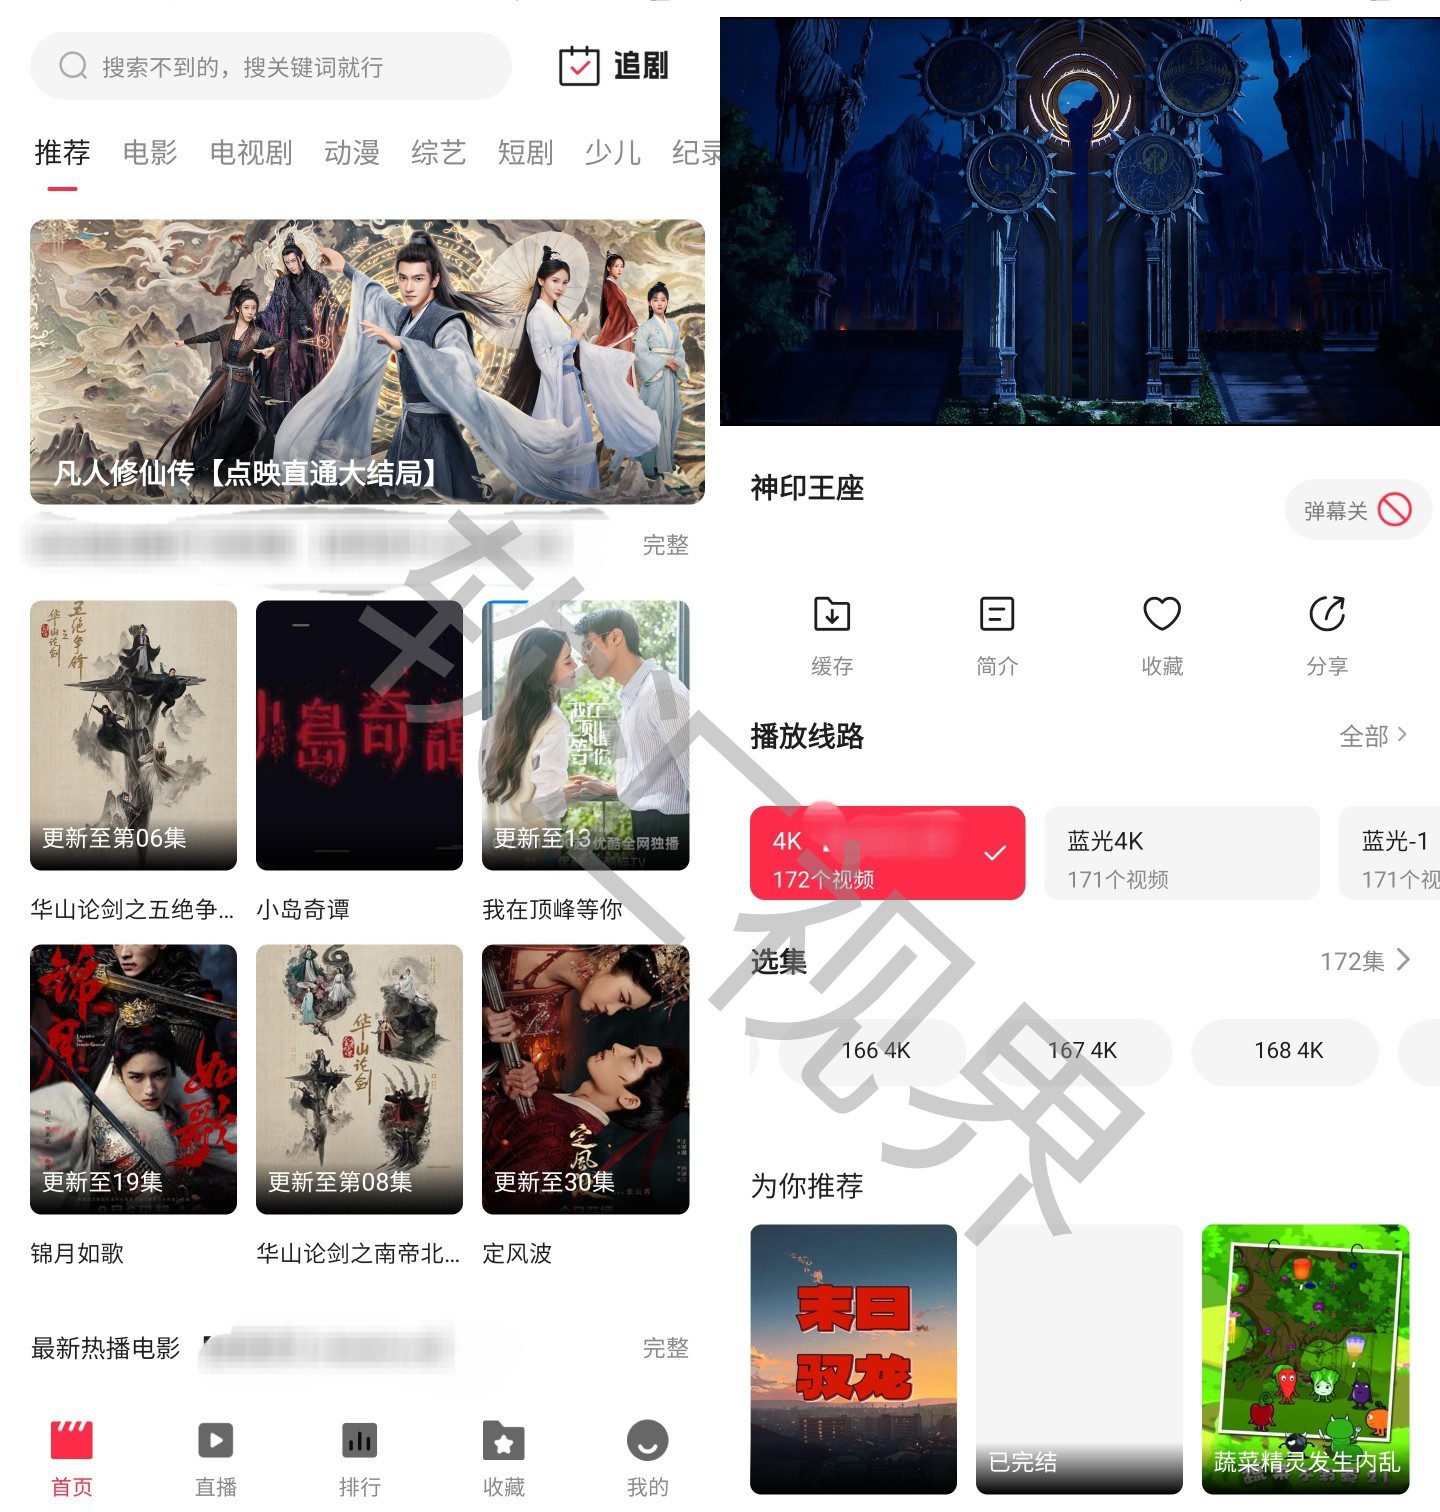 搜索不到的，搜关键词就行
追剧
推荐 电影 电视剧 动漫 综艺 短剧 少儿 纪录
凡人修仙传【点映直通大结局】
完整
五绝争锋
之
华山论剑
更新至第06集
华山论剑之五绝争...
小岛奇譚
小岛奇谭
我在顶峰等你
更新至13
优酷全网独播
我在顶峰等你
锦月如歌
更新至19集
锦月如歌
华山论剑
更新至第08集
华山论剑之南帝北...
定风波
更新至30集
定风波
最新热播电影
完整
首页 直播 排行 收藏 我的
神印王座
弹幕关
缓存 简介 收藏 分享
播放线路
全部
4K
172个视频
蓝光4K
171个视频
蓝光-1
171个视
选集
172集
166 4K
167 4K
168 4K
为你推荐
末日
驭龙
已完结
蔬菜精灵发生内乱
软汇视界